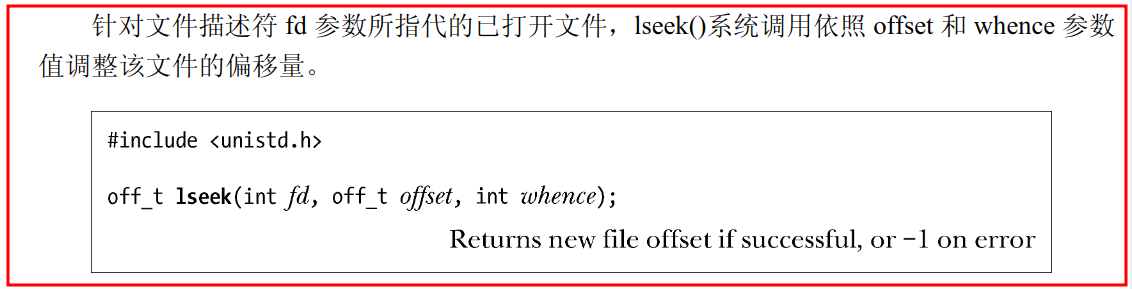 针对文件描述符 fd 参数所指代的已打开文件，lseek()系统调用依照 offset 和 whence 参数
值调整该文件的偏移量。
#include <unistd.h>
off_t lseek(int fd, off_t offset, int whence);
Returns new file offset if successful, or –1 on error